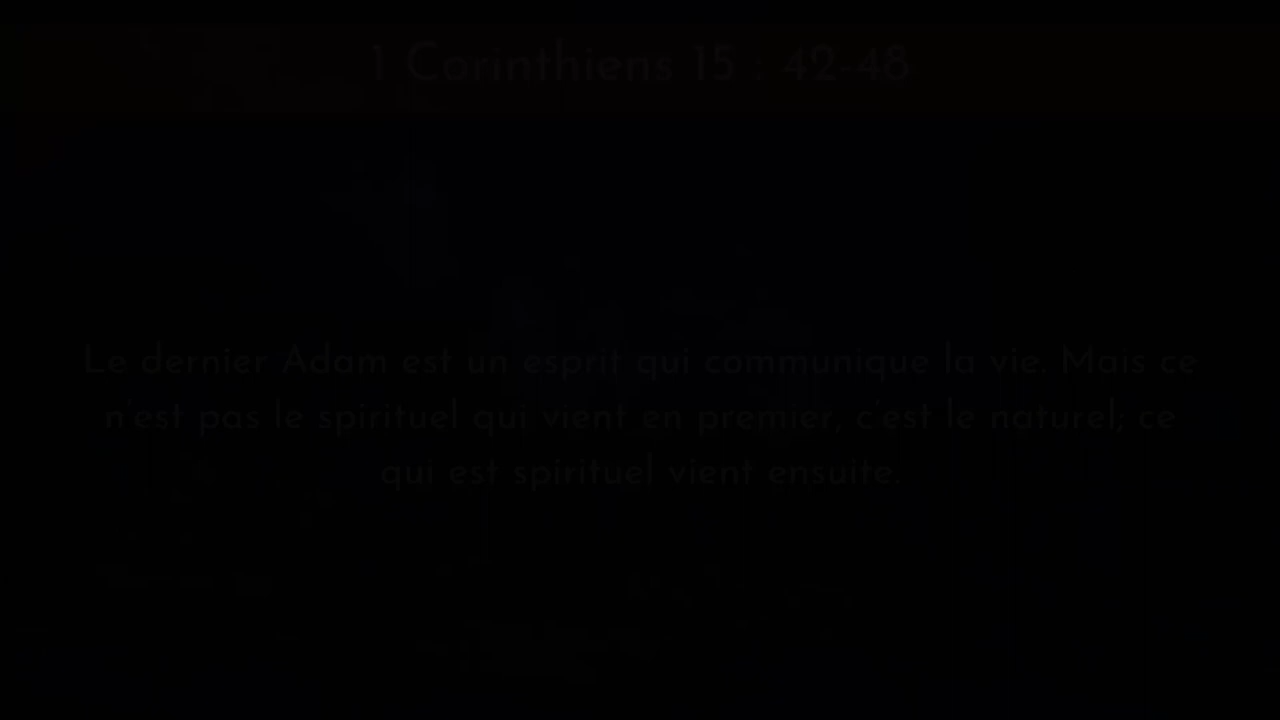 1 Corinthiens 15 : 42-48
Le dernier Adam est un esprit qui communique la vie. Mais ce
n'est pas le spirituel qui vient en premier, c'est le naturel; ce
qui est spirituel vient ensuite.